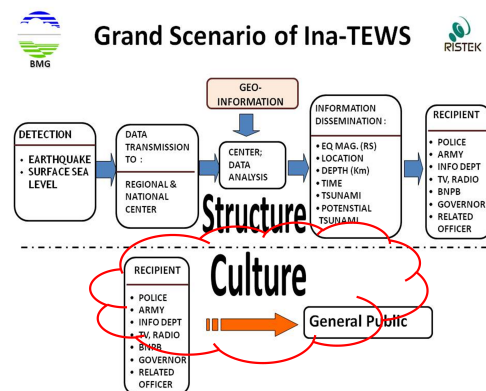 Grand Scenario of Ina-TEWS
BMG
RISTEK
GEO-
INFORMATION
DETECTION
• EARTHQUAKE
• SURFACE SEA
LEVEL
DATA
TRANSMISSION
TO :
REGIONAL &
NATIONAL
CENTER
CENTER;
DATA
ANALYSIS
INFORMATION
DISSEMINATION :
• EQ MAG. (RS)
• LOCATION
• DEPTH (Km)
• TIME
• TSUNAMI
• POTENSTIAL
TSUNAMI
RECIPIENT
• POLICE
• ARMY
• INFO DEPT
• TV, RADIO
• BNPB
• GOVERNOR
• RELATED
OFFICER
Structure
Culture
RECIPIENT
• POLICE
• ARMY
• INFO DEPT
• TV, RADIO
• BNPB
• GOVERNOR
• RELATED
OFFICER
General Public